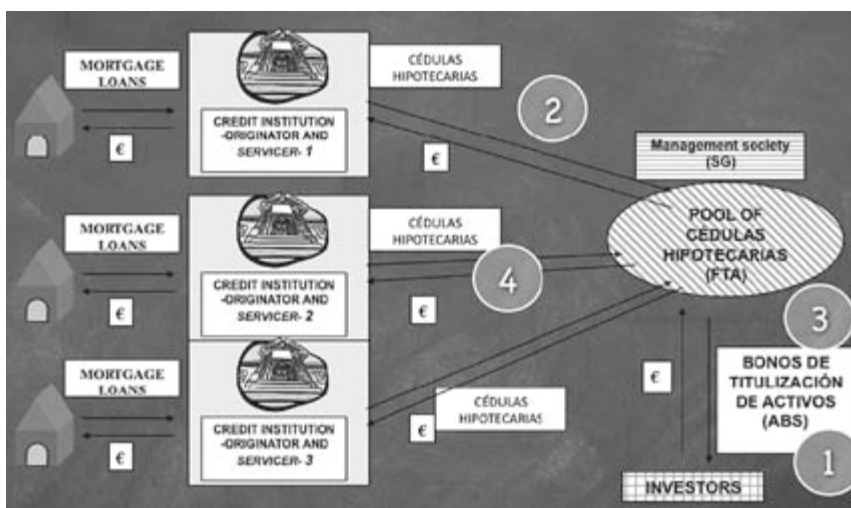 MORTGAGE
LOANS
€
CREDIT INSTITUTION
-ORIGINATOR AND
SERVICER- 1
CÉDULAS
HIPOTECARIAS
2
€
Management society
(SG)
POOL OF
CÉDULAS
HIPOTECARIAS
(FTA)
MORTGAGE
LOANS
€
CREDIT INSTITUTION
-ORIGINATOR AND
SERVICER- 2
CÉDULAS
HIPOTECARIAS
4
€
3
MORTGAGE
LOANS
€
CREDIT INSTITUTION
-ORIGINATOR AND
SERVICER- 3
CÉDULAS
HIPOTECARIAS
€
€
BONOS DE
TITULIZACIÓN
DE ACTIVOS
(ABS)
1
INVESTORS